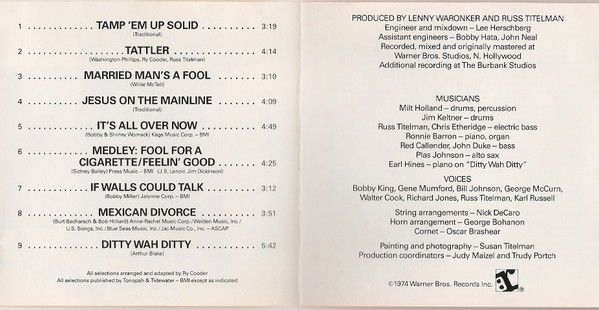 1 ............ TAMP 'EM UP SOLID .......... 3:19
(Traditional)
2 .................. TATTLER ................. 4:14
(Washington Phillips, Ry Cooder, Russ Titelman)
3 ......... MARRIED MAN'S A FOOL ........ 3:10
(Willie McTell)
4 ......... JESUS ON THE MAINLINE ........ 4:09
(Traditional)
5 ............. IT'S ALL OVER NOW ........... 4:49
(Bobby & Shirley Womack) Kags Music Corp. – BMI
6 ........... MEDLEY: FOOL FOR A
CIGARETTE/FEELIN' GOOD ........ 4:25
(Sidney Bailey) Press Music – BMI (J.B. Lenoir, Jim Dickinson)
7 ........... IF WALLS COULD TALK ......... 3:12
(Bobby Miller) Jalynne Corp. – BMI
8 ............ MEXICAN DIVORCE .......... 3:51
(Burt Bacharach & Bob Hilliard) Anne-Rachel Music Corp./Walden Music, Inc./
U.S. Songs, Inc./Blue Seas Music, Inc./Jac Music Co., Inc. – ASCAP
9 ............. DITTY WAH DITTY ............ 5:42
(Arthur Blake)
All selections arranged and adapted by Ry Cooder
All selections published by Tonopah & Tidewater – BMI except as indicated
PRODUCED BY LENNY WARONKER AND RUSS TITELMAN
Engineer and mixdown – Lee Herschberg
Assistant engineers – Bobby Hata, John Neal
Recorded, mixed and originally mastered at
Warner Bros. Studios, N. Hollywood
Additional recording at The Burbank Studios
MUSICIANS
Milt Holland – drums, percussion
Jim Keltner – drums
Russ Titelman, Chris Etheridge – electric bass
Ronnie Barron – piano, organ
Red Callender, John Duke – bass
Plas Johnson – alto sax
Earl Hines – piano on "Ditty Wah Ditty"
VOICES
Bobby King, Gene Mumford, Bill Johnson, George McCurn,
Walter Cook, Richard Jones, Russ Titelman, Karl Russell
String arrangements – Nick DeCaro
Horn arrangement – George Bohanon
Cornet – Oscar Brashear
Painting and photography – Susan Titelman
Production coordinators – Judy Maizel and Trudy Portch
©1974 Warner Bros. Records Inc.